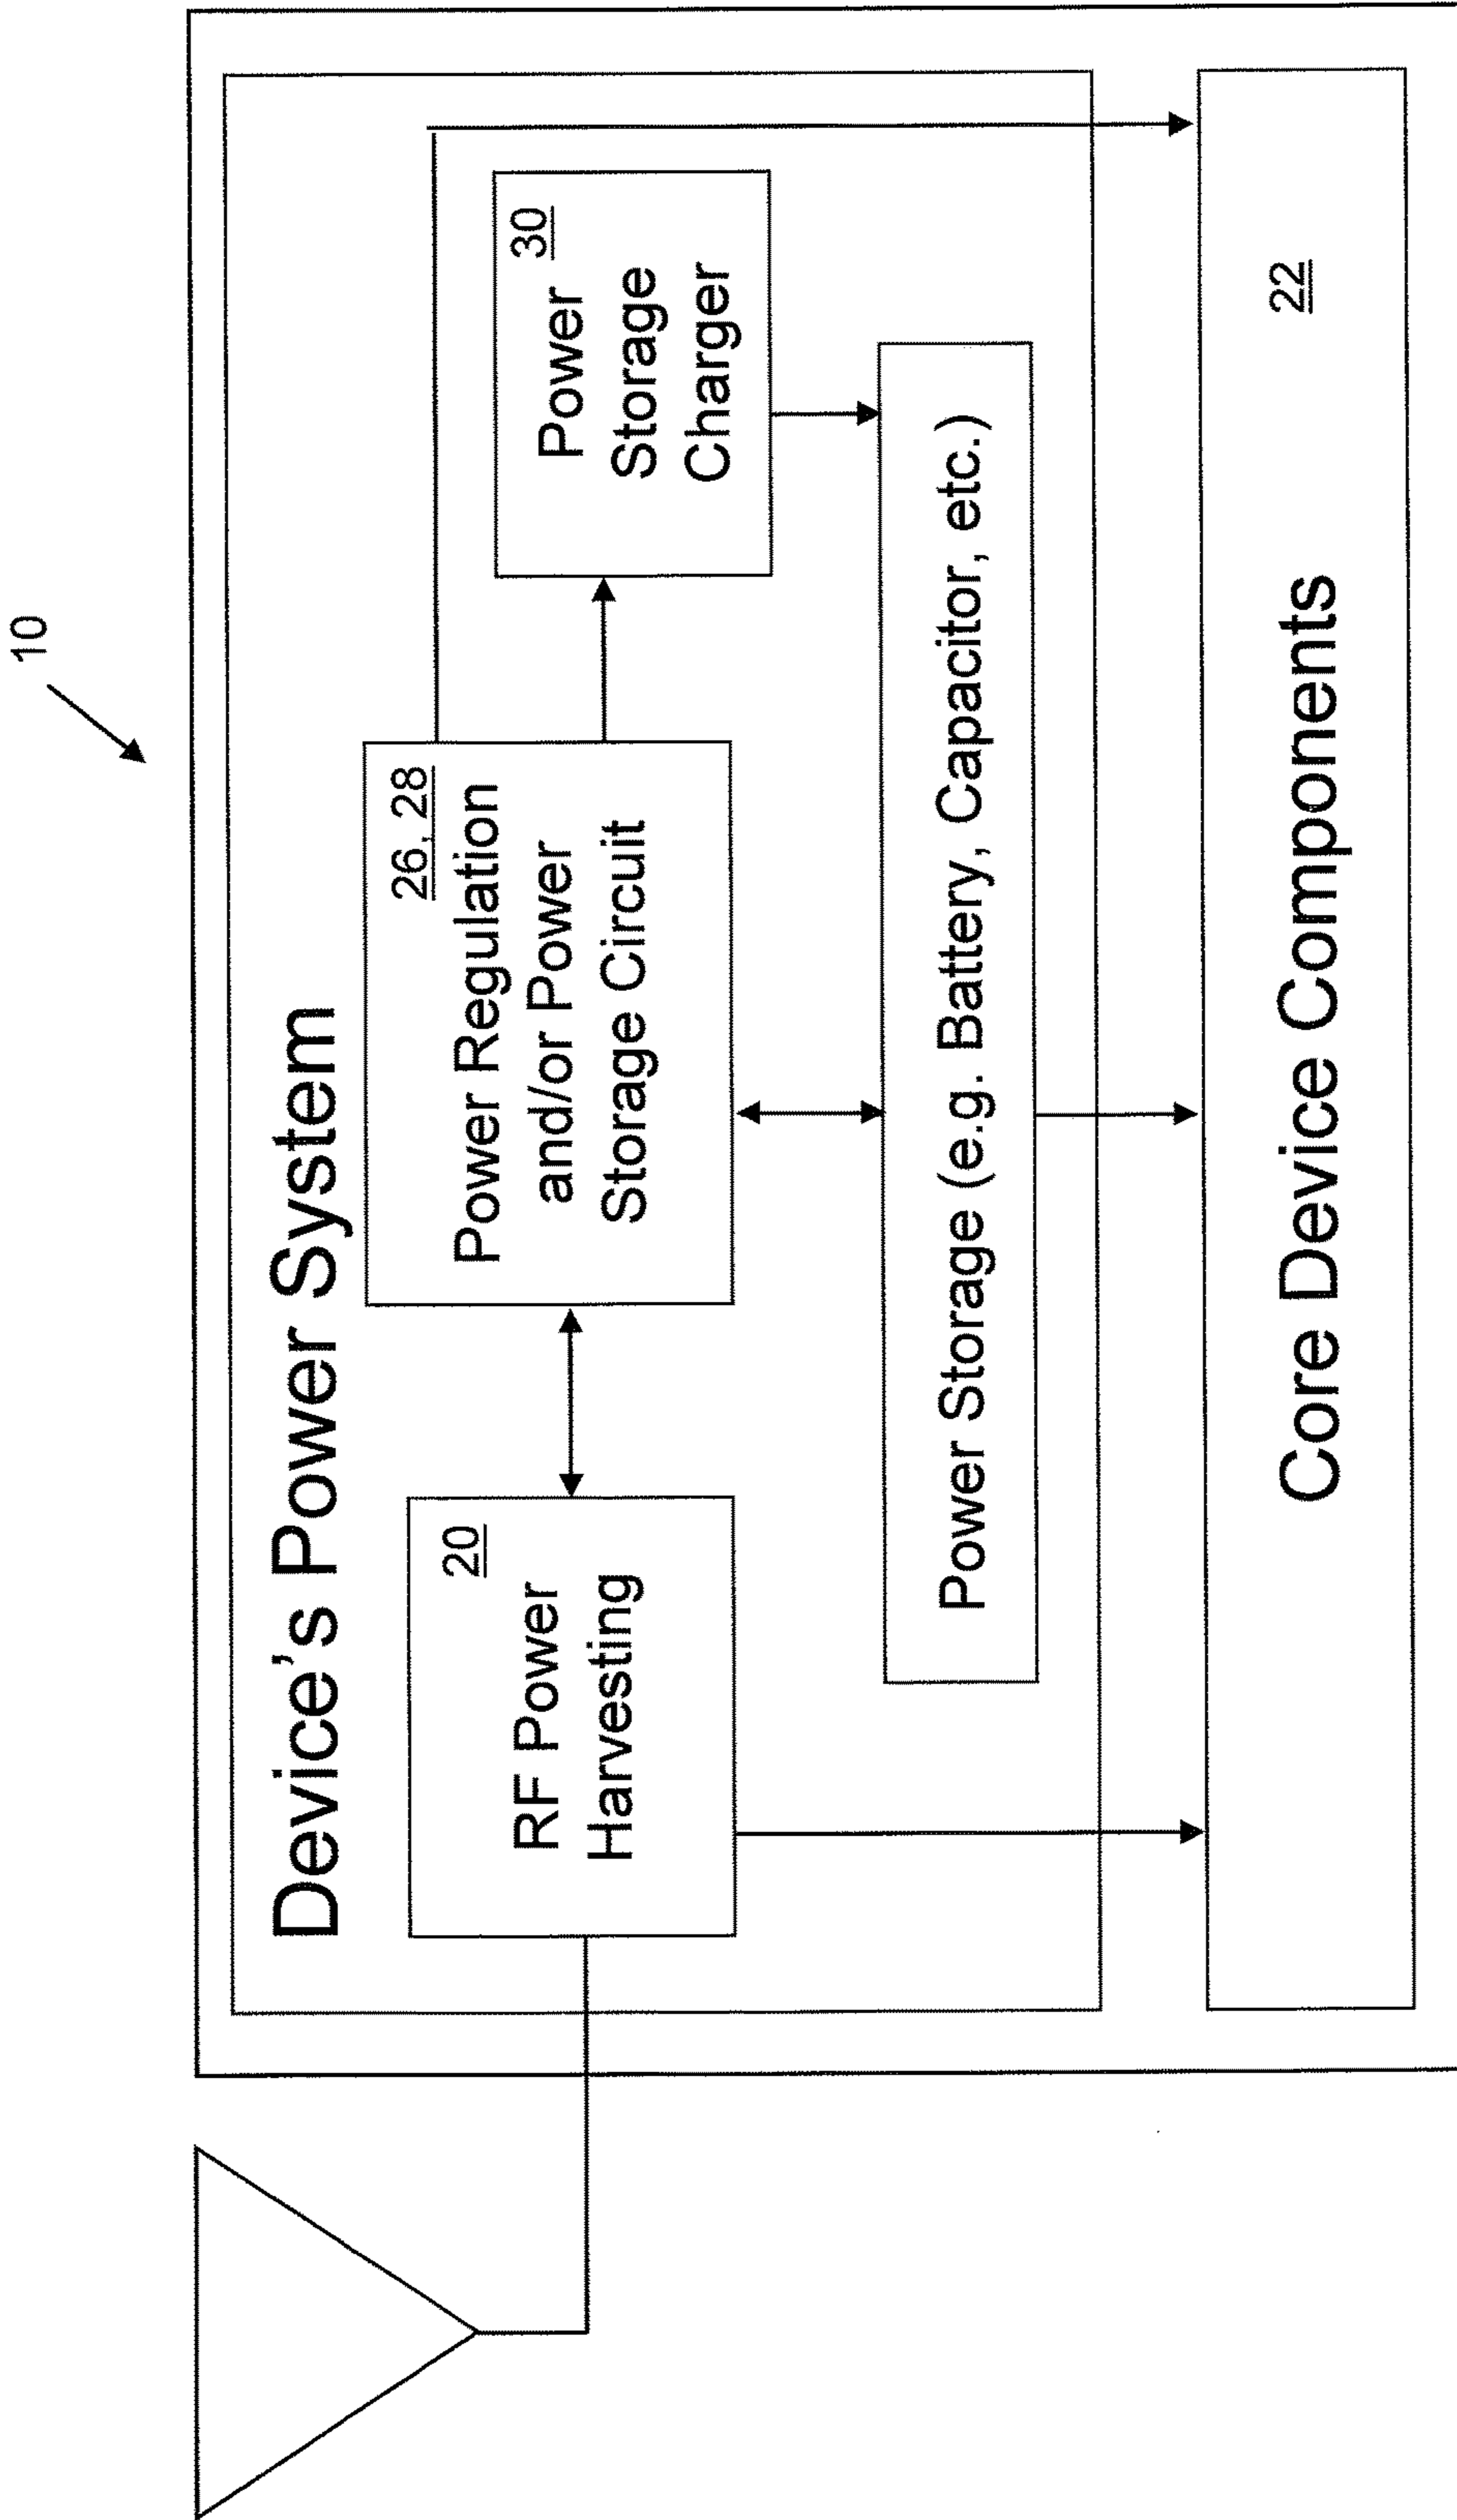 10
Device's Power System
20
RF Power
Harvesting
26, 28
Power Regulation
and/or Power
Storage Circuit
30
Power
Storage
Charger
Power Storage (e.g. Battery, Capacitor, etc.)
22
Core Device Components